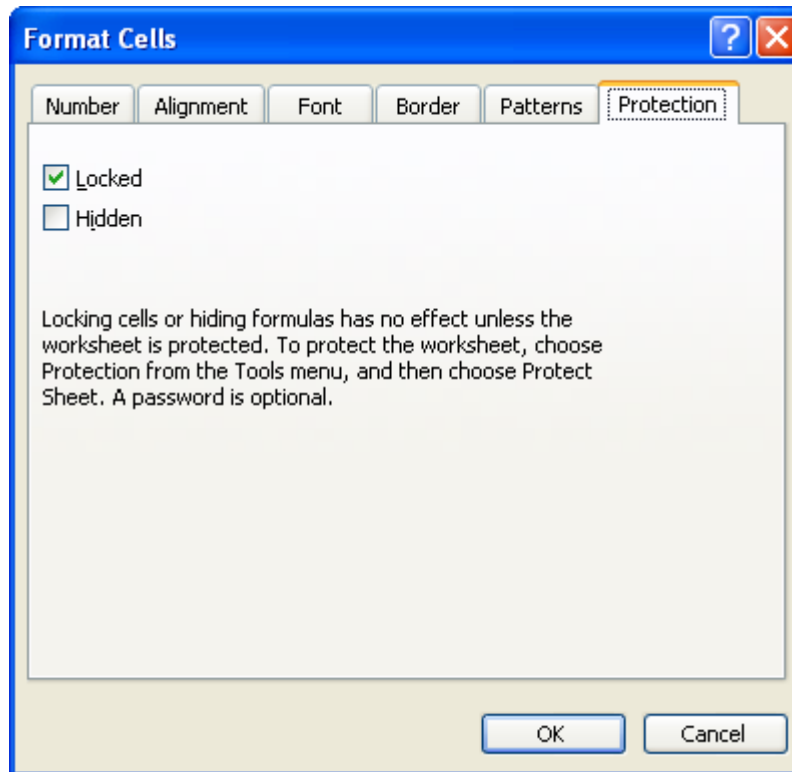 Format Cells
Number Alignment Font Border Patterns Protection
Locked
Hidden
Locking cells or hiding formulas has no effect unless the
worksheet is protected. To protect the worksheet, choose
Protection from the Tools menu, and then choose Protect
Sheet. A password is optional.
OK Cancel